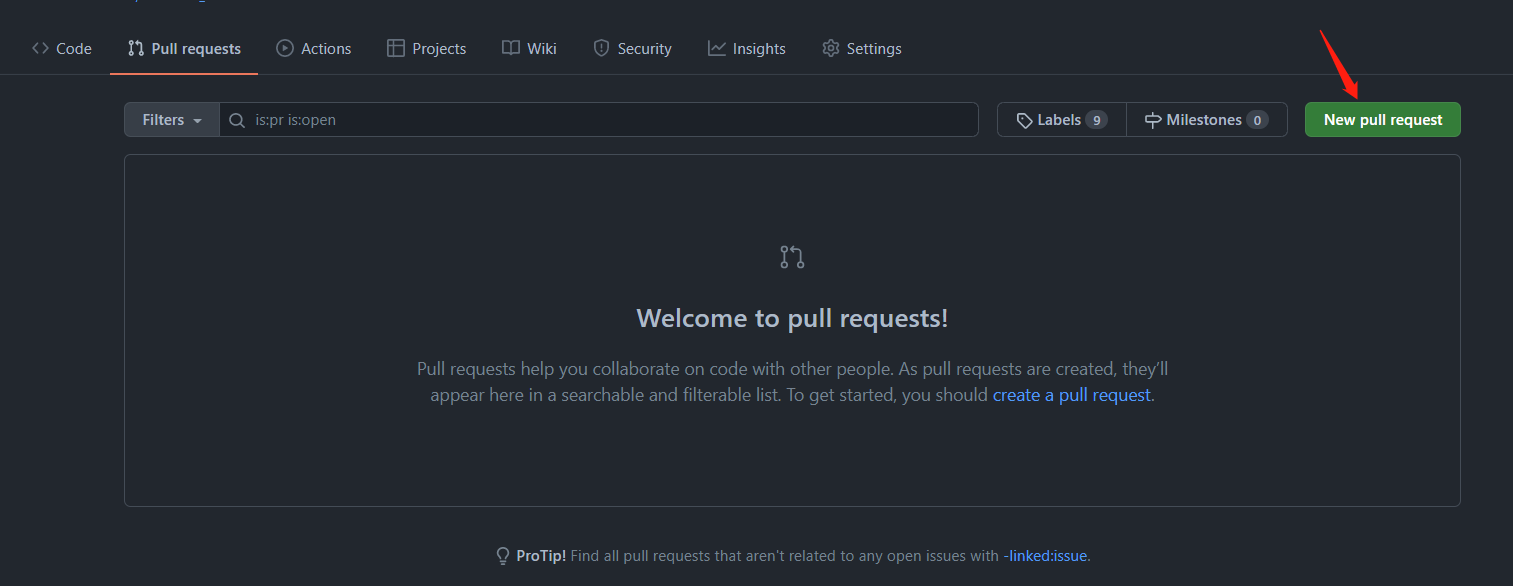 Code Pull requests Actions Projects Wiki Security Insights Settings
Filters is:pr is:open Labels 9 Milestones 0 New pull request
Welcome to pull requests!
Pull requests help you collaborate on code with other people. As pull requests are created, they’ll
appear here in a searchable and filterable list. To get started, you should create a pull request.
ProTip! Find all pull requests that aren't related to any open issues with -linked:issue.